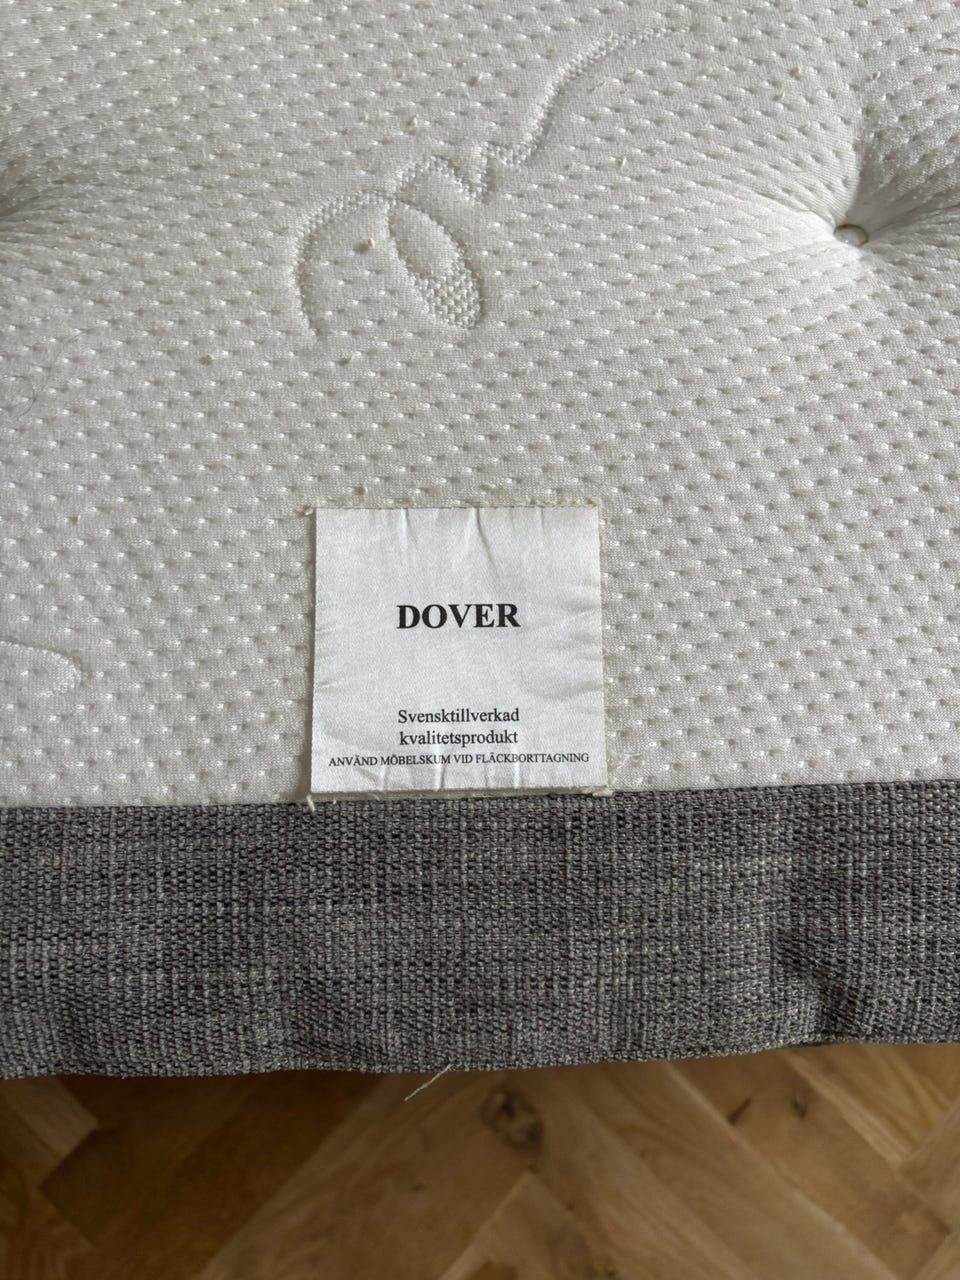 DOVER
Svensktillverkad
kvalitetsprodukt
ANVÄND MÖBELSKUM VID FLÄCKBORTTAGNING